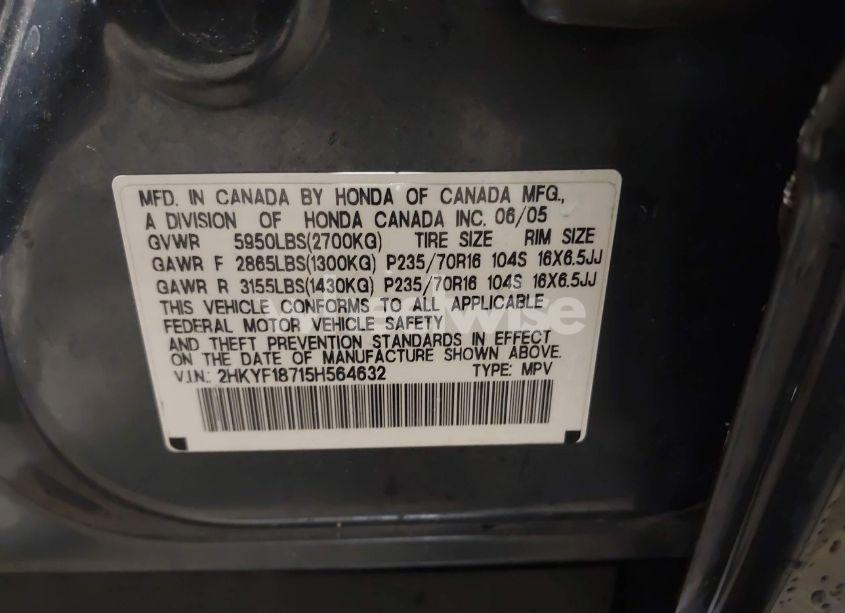 MFD. IN CANADA BY HONDA OF CANADA MFG.,
A DIVISION OF HONDA CANADA INC. 06/05
GVWR 5950LBS(2700KG) TIRE SIZE RIM SIZE
GAWR F 2865LBS(1300KG) P235/70R16 104S 16X6.5JJ
GAWR R 3155LBS(1430KG) P235/70R16 104S 16X6.5JJ
THIS VEHICLE CONFORMS TO ALL APPLICABLE
FEDERAL MOTOR VEHICLE SAFETY
AND THEFT PREVENTION STANDARDS IN EFFECT
ON THE DATE OF MANUFACTURE SHOWN ABOVE.
V.I.N.: 2HKYF18715H564632 TYPE: MPV